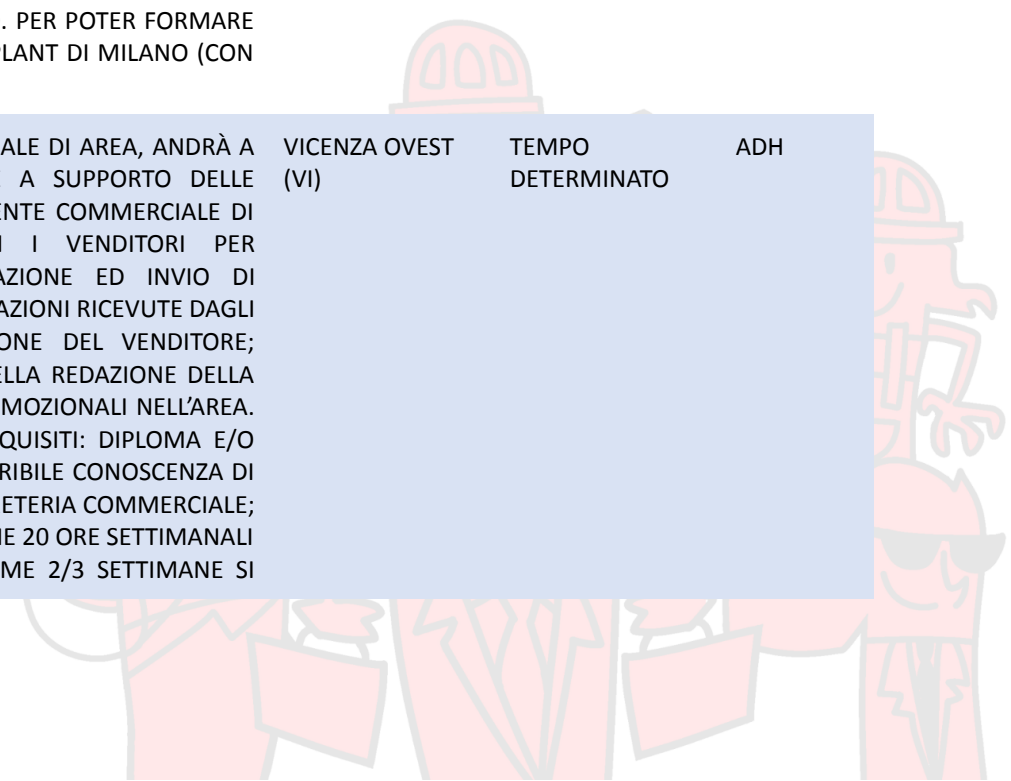 . PER POTER FORMARE
PLANT DI MILANO (CON
ALE DI AREA, ANDRÀ A
A SUPPORTO DELLE
ENTE COMMERCIALE DI
I VENDITORI PER
AZIONE ED INVIO DI
AZIONI RICEVUTE DAGLI
ONE DEL VENDITORE;
ELLA REDAZIONE DELLA
MOZIONALI NELL'AREA.
QUISITI: DIPLOMA E/O
RIBILE CONOSCENZA DI
ETERIA COMMERCIALE;
NE 20 ORE SETTIMANALI
ME 2/3 SETTIMANE SI
VICENZA OVEST
(VI)
TEMPO
DETERMINATO
ADH